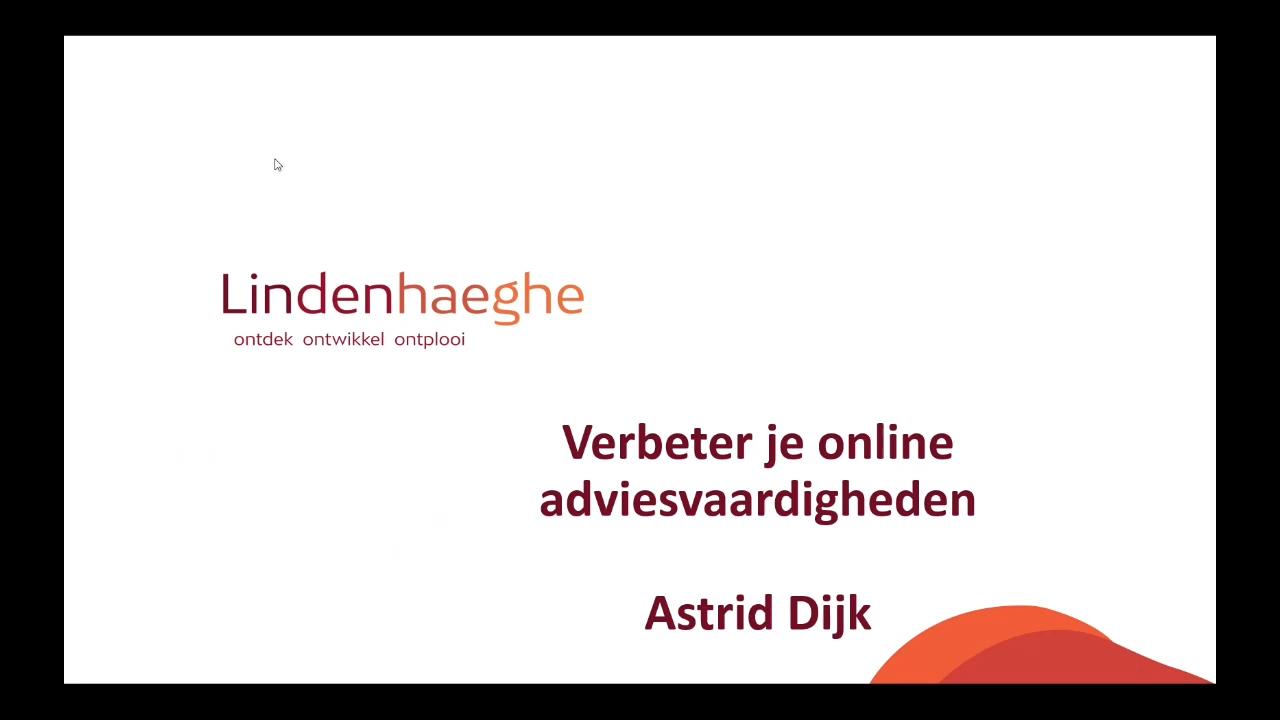 Lindenhaeghe
ontdek ontwikkel ontplooi
Verbeter je online
adviesvaardigheden
Astrid Dijk